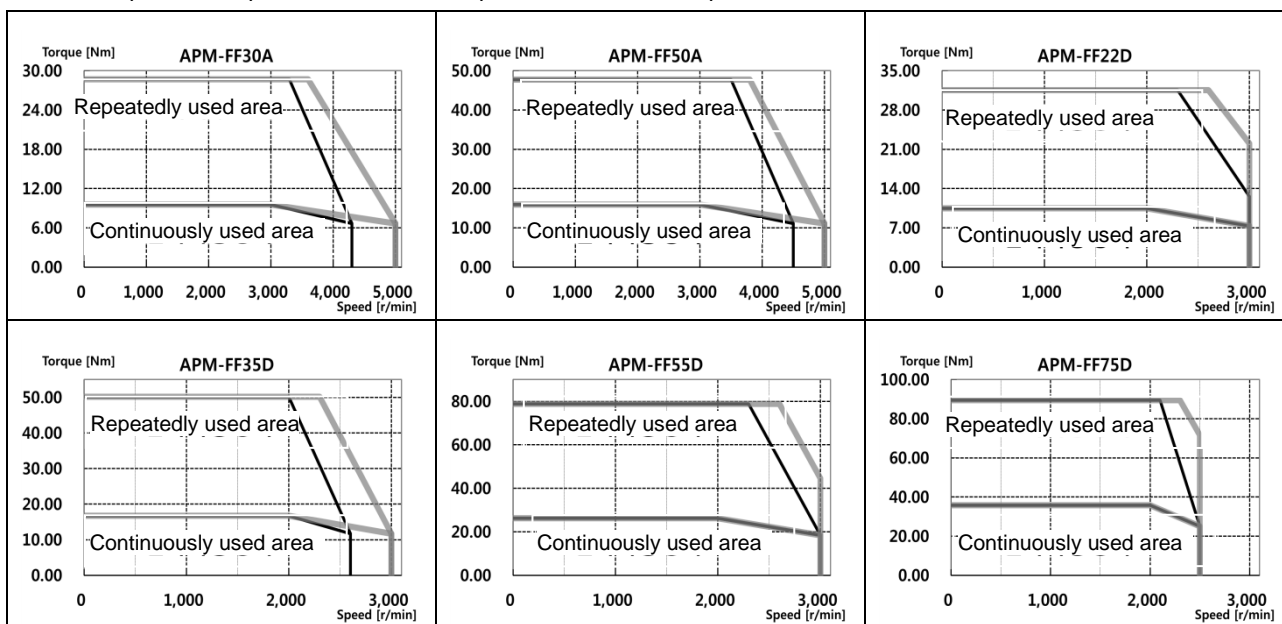 Torque [Nm] APM-FF30A
30.00
24.00
18.00
12.00
6.00
0.00
Repeatedly used area
Continuously used area
0 1,000 2,000 3,000 4,000 5,000
Speed [r/min]
Torque [Nm] APM-FF50A
50.00
40.00
30.00
20.00
10.00
0.00
Repeatedly used area
Continuously used area
0 1,000 2,000 3,000 4,000 5,000
Speed [r/min]
Torque [Nm] APM-FF22D
35.00
28.00
21.00
14.00
7.00
0.00
Repeatedly used area
Continuously used area
0 1,000 2,000 3,000
Speed [r/min]
Torque [Nm] APM-FF35D
50.00
40.00
30.00
20.00
10.00
0.00
Repeatedly used area
Continuously used area
0 1,000 2,000 3,000
Speed [r/min]
Torque [Nm] APM-FF55D
80.00
60.00
40.00
20.00
0.00
Repeatedly used area
Continuously used area
0 1,000 2,000 3,000
Speed [r/min]
Torque [Nm] APM-FF75D
100.00
80.00
60.00
40.00
20.00
0.00
Repeatedly used area
Continuously used area
0 1,000 2,000 3,000
Speed [r/min]